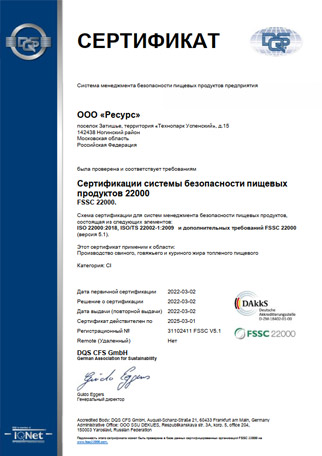 DQS
СЕРТИФИКАТ
DQS
Система менеджмента безопасности пищевых продуктов предприятия
ООО «Ресурс»
поселок Затишье, территория «Технопарк Успенский», д.15
142438 Ногинский район
Московская область
Российская Федерация
была проверена и соответствует требованиям
Сертификации системы безопасности пищевых
продуктов 22000
FSSC 22000.
Схема сертификации для систем менеджмента безопасности пищевых продуктов,
состоящая из следующих элементов:
ISO 22000:2018, ISO/TS 22002-1:2009 и дополнительных требований FSSC 22000
(версия 5.1).
Этот сертификат применим к области:
Производство свиного, говяжьего и куриного жира топленого пищевого
Категория: CI
Дата первичной сертификации 2022-03-02
Решение о сертификации 2022-03-02
Дата выдачи (повторной выдачи) 2022-03-02
Сертификат действителен по 2025-03-01
Регистрационный № 31102411 FSSC V5.1
Remote (Удаленный) Нет
DAkkS
Deutsche
Akkreditierungsstelle
FSSC 22000
DQS CFS GmbH
German Association for Sustainability
Guido Eggers
Guido Eggers
Генеральный директор
Accredited Body: DQS CFS GmbH, August-Schanz-Straße 21, 60433 Frankfurt am Main, Germany
Administrative Office: ООО SSU DEKUES, Respublikanskaya str. 3A, korp. 5, office 204,
150003 Yaroslavl, Russian Federation
IQNet